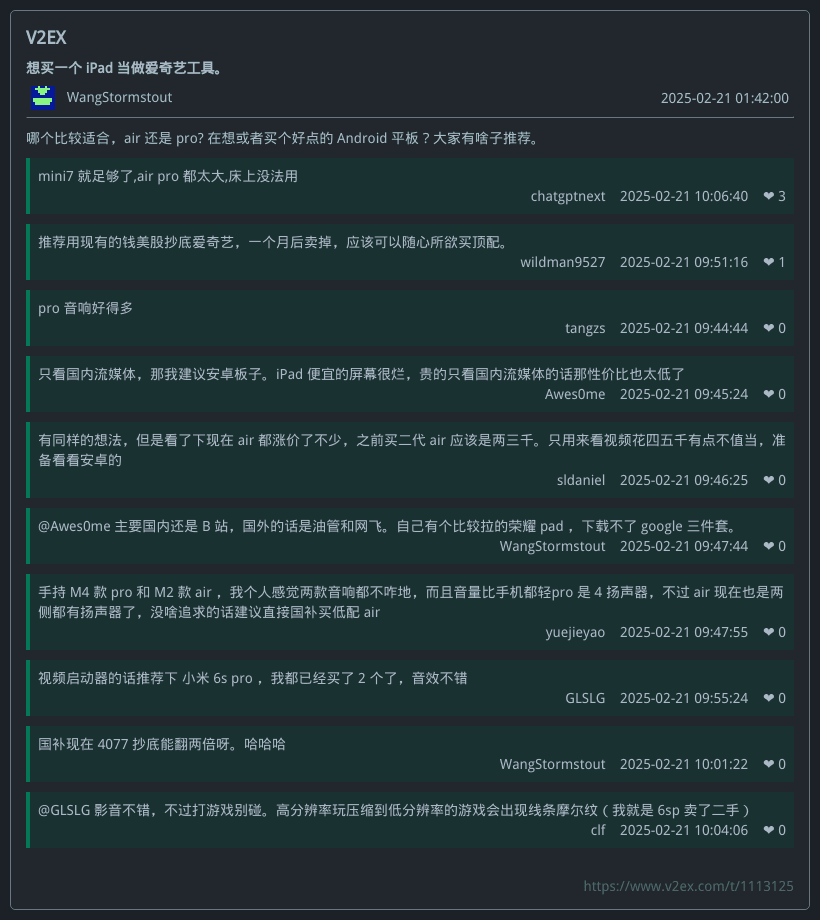 V2EX
想买一个 iPad 当做爱奇艺工具。
WangStormstout
2025-02-21 01:42:00
哪个比较适合，air 还是 pro? 在想或者买个好点的 Android 平板？大家有啥子推荐。
mini7 就足够了,air pro 都太大,床上没法用
chatgptnext 2025-02-21 10:06:40 ❤ 3
推荐用现有的钱美股抄底爱奇艺，一个月后卖掉，应该可以随心所欲买顶配。
wildman9527 2025-02-21 09:51:16 ❤ 1
pro 音响好得多
tangzs 2025-02-21 09:44:44 ❤ 0
只看国内流媒体，那我建议安卓板子。iPad 便宜的屏幕很烂，贵的只看国内流媒体的话那性价比也太低了
Awes0me 2025-02-21 09:45:24 ❤ 0
有同样的想法，但是看了下现在 air 都涨价了不少，之前买二代 air 应该是两三千。只用来看视频花四五千有点不值当，准
备看看安卓的
sldaniel 2025-02-21 09:46:25 ❤ 0
@Awes0me 主要国内还是 B 站，国外的话是油管和网飞。自己有个比较拉的荣耀 pad ，下载不了 google 三件套。
WangStormstout 2025-02-21 09:47:44 ❤ 0
手持 M4 款 pro 和 M2 款 air ，我个人感觉两款音响都不咋地，而且音量比手机都轻pro 是 4 扬声器，不过 air 现在也是两
侧都有扬声器了，没啥追求的话建议直接国补买低配 air
yuejieyao 2025-02-21 09:47:55 ❤ 0
视频启动器的话推荐下 小米 6s pro ，我都已经买了 2 个了，音效不错
GLSLG 2025-02-21 09:55:24 ❤ 0
国补现在 4077 抄底能翻两倍呀。哈哈哈
WangStormstout 2025-02-21 10:01:22 ❤ 0
@GLSLG 影音不错，不过打游戏别碰。高分辨率玩压缩到低分辨率的游戏会出现线条摩尔纹（我就是 6sp 卖了二手）
clf 2025-02-21 10:04:06 ❤ 0
https://www.v2ex.com/t/1113125